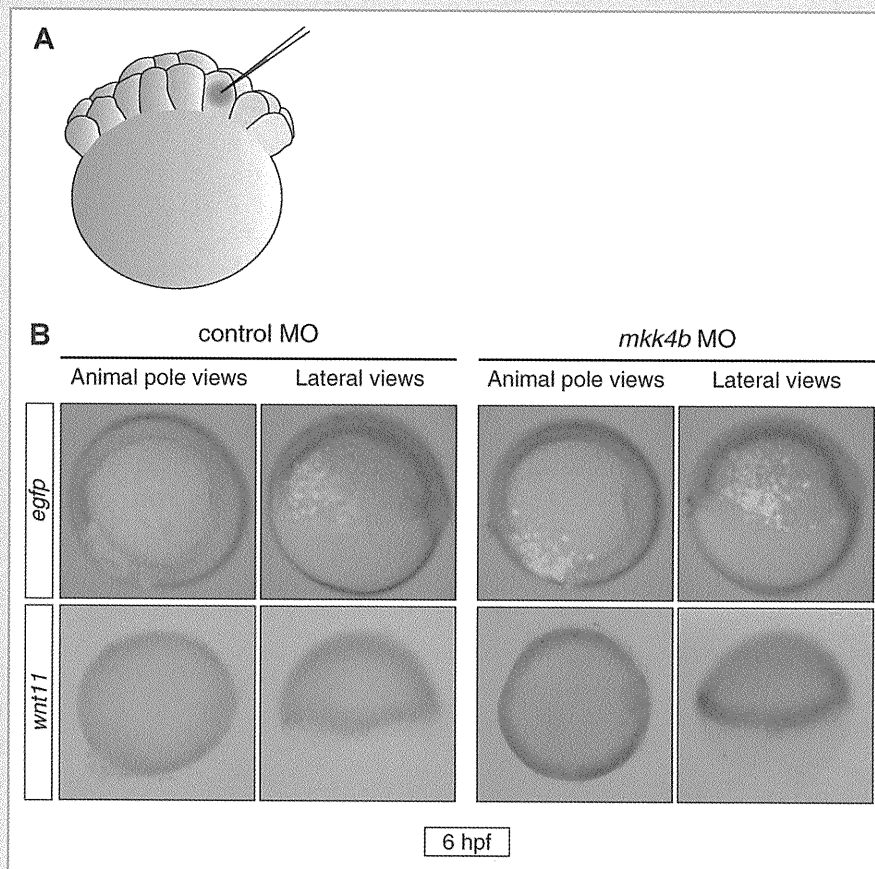 A
B
control MO
mkk4b MO
Animal pole views
Lateral views
Animal pole views
Lateral views
egfp
wnt11
6 hpf